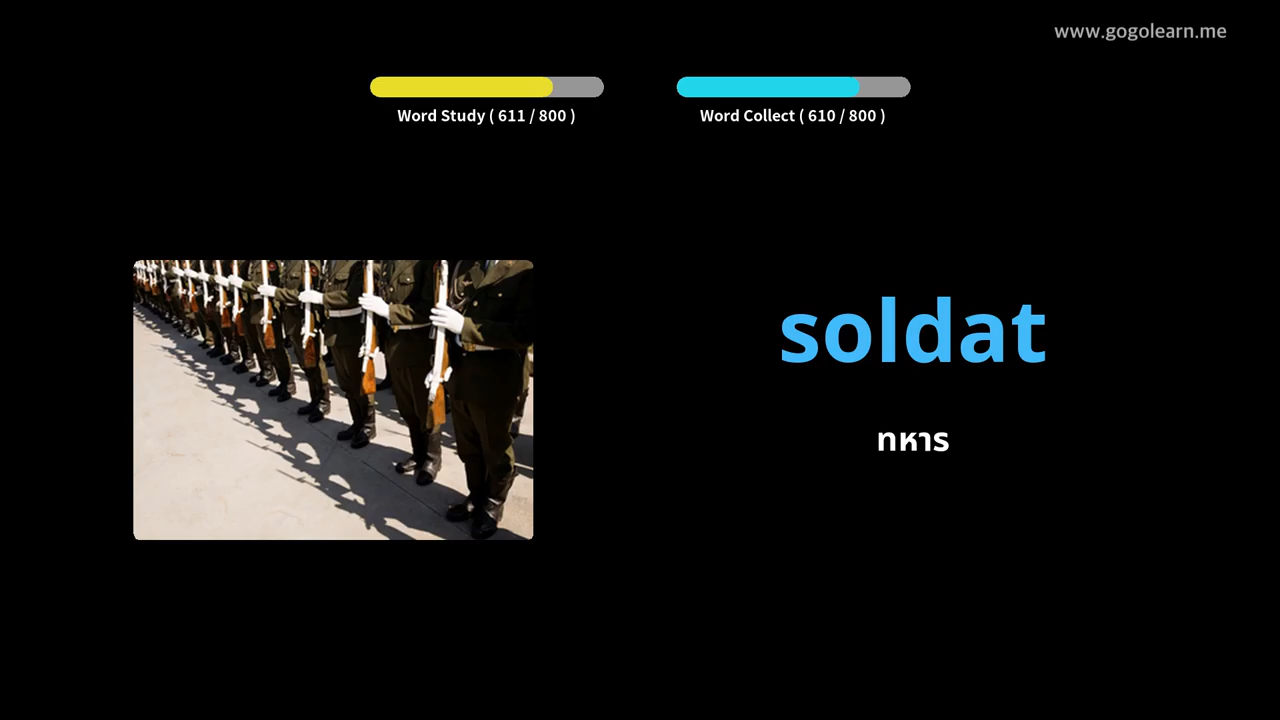 www.gogolearn.me
Word Study ( 611 / 800 )
Word Collect ( 610 / 800 )
soldat
ทหาร